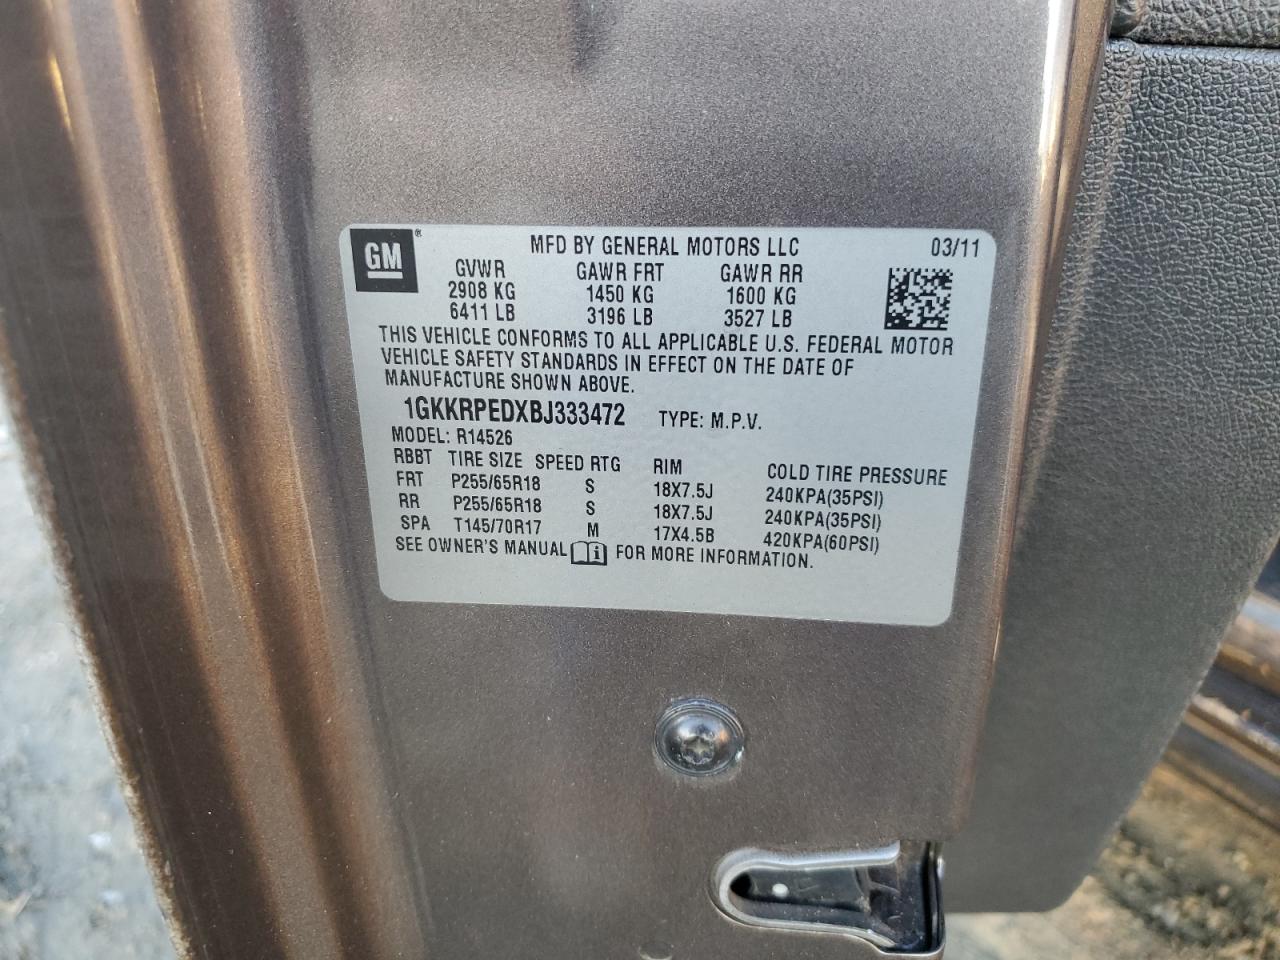 GM ® MFD BY GENERAL MOTORS LLC 03/11
GVWR GAWR FRT GAWR RR
2908 KG 1450 KG 1600 KG
6411 LB 3196 LB 3527 LB
THIS VEHICLE CONFORMS TO ALL APPLICABLE U.S. FEDERAL MOTOR
VEHICLE SAFETY STANDARDS IN EFFECT ON THE DATE OF
MANUFACTURE SHOWN ABOVE.
1GKKRPEDXBJ333472 TYPE: M.P.V.
MODEL: R14526
RBBT TIRE SIZE SPEED RTG RIM COLD TIRE PRESSURE
FRT P255/65R18 S 18X7.5J 240KPA(35PSI)
RR P255/65R18 S 18X7.5J 240KPA(35PSI)
SPA T145/70R17 M 17X4.5B 420KPA(60PSI)
SEE OWNER'S MANUAL i FOR MORE INFORMATION.